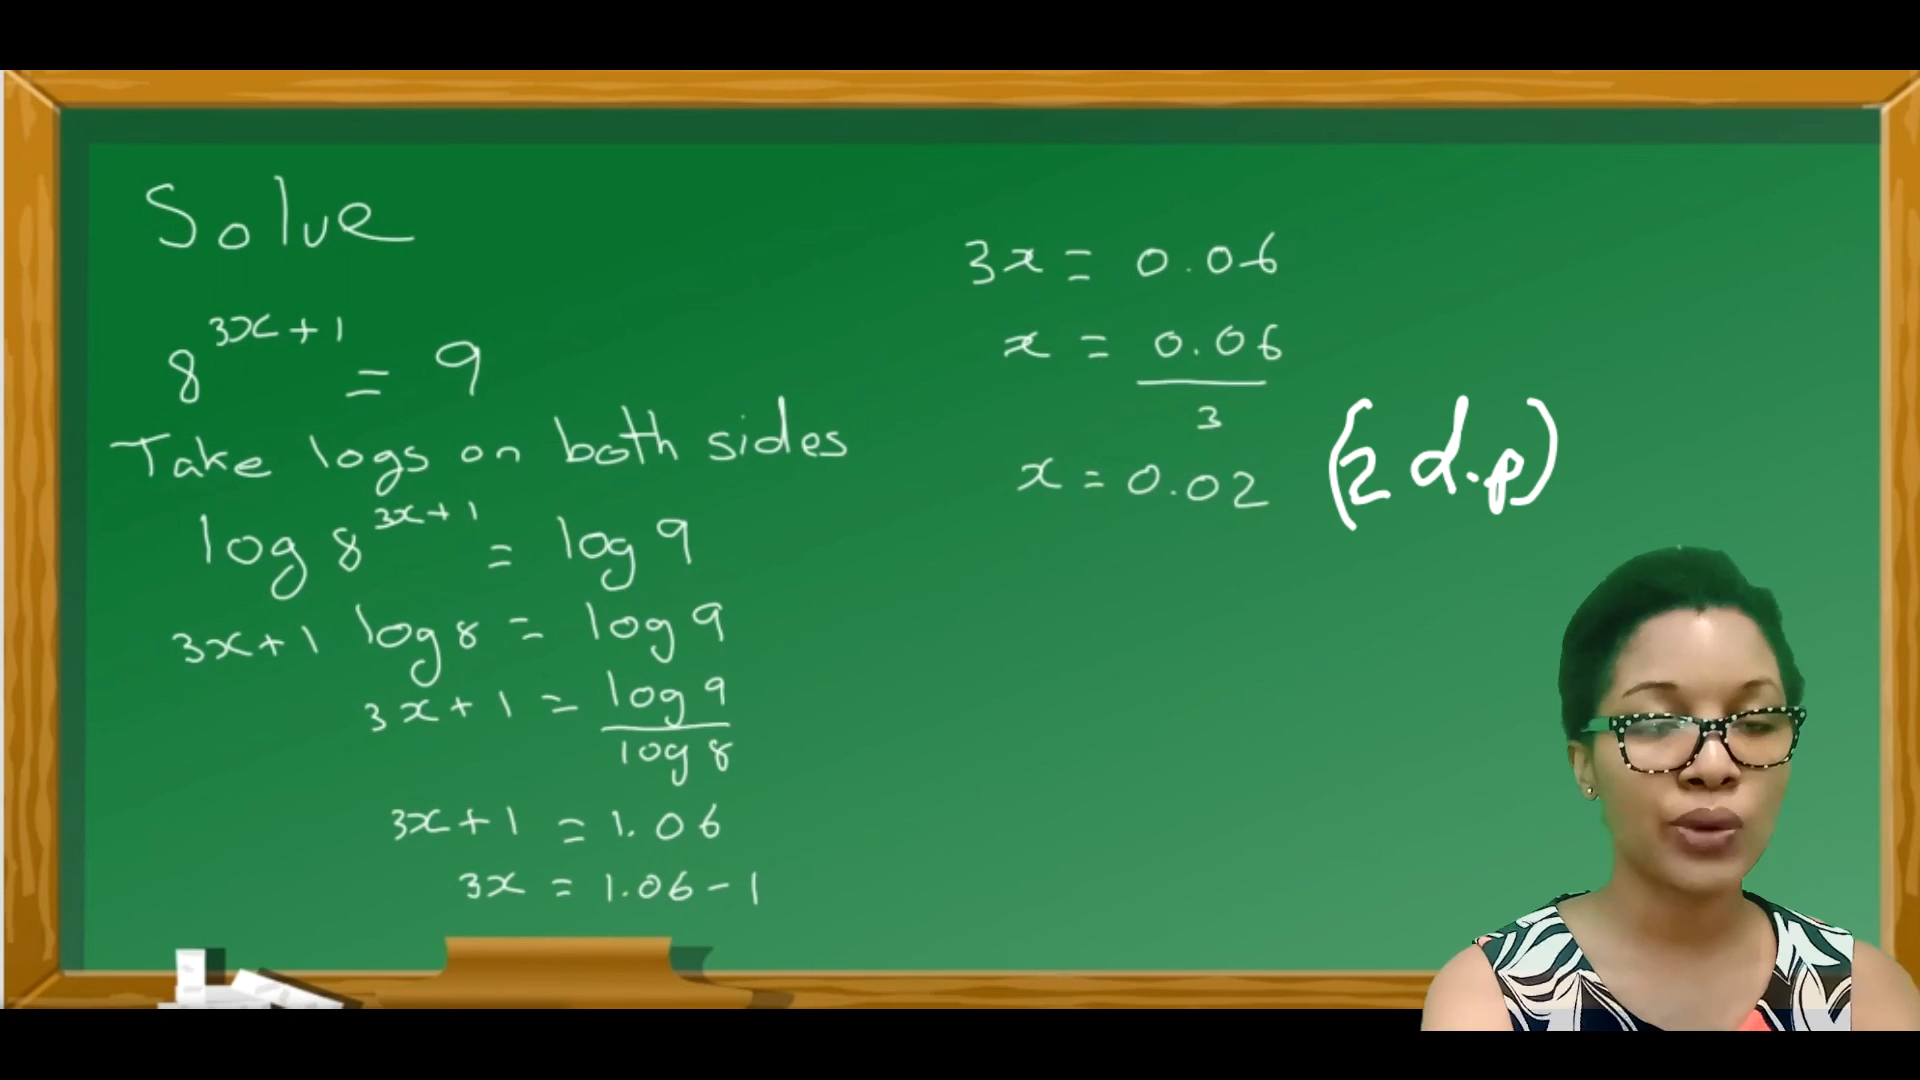 Solve
8^{3x+1} = 9
Take logs on both sides
log 8^{3x+1} = log 9
3x+1 log 8 = log 9
3x+1 = log 9 / log 8
3x+1 = 1.06
3x = 1.06 - 1
3x = 0.06
x = 0.06 / 3
x = 0.02 (2 d.p)